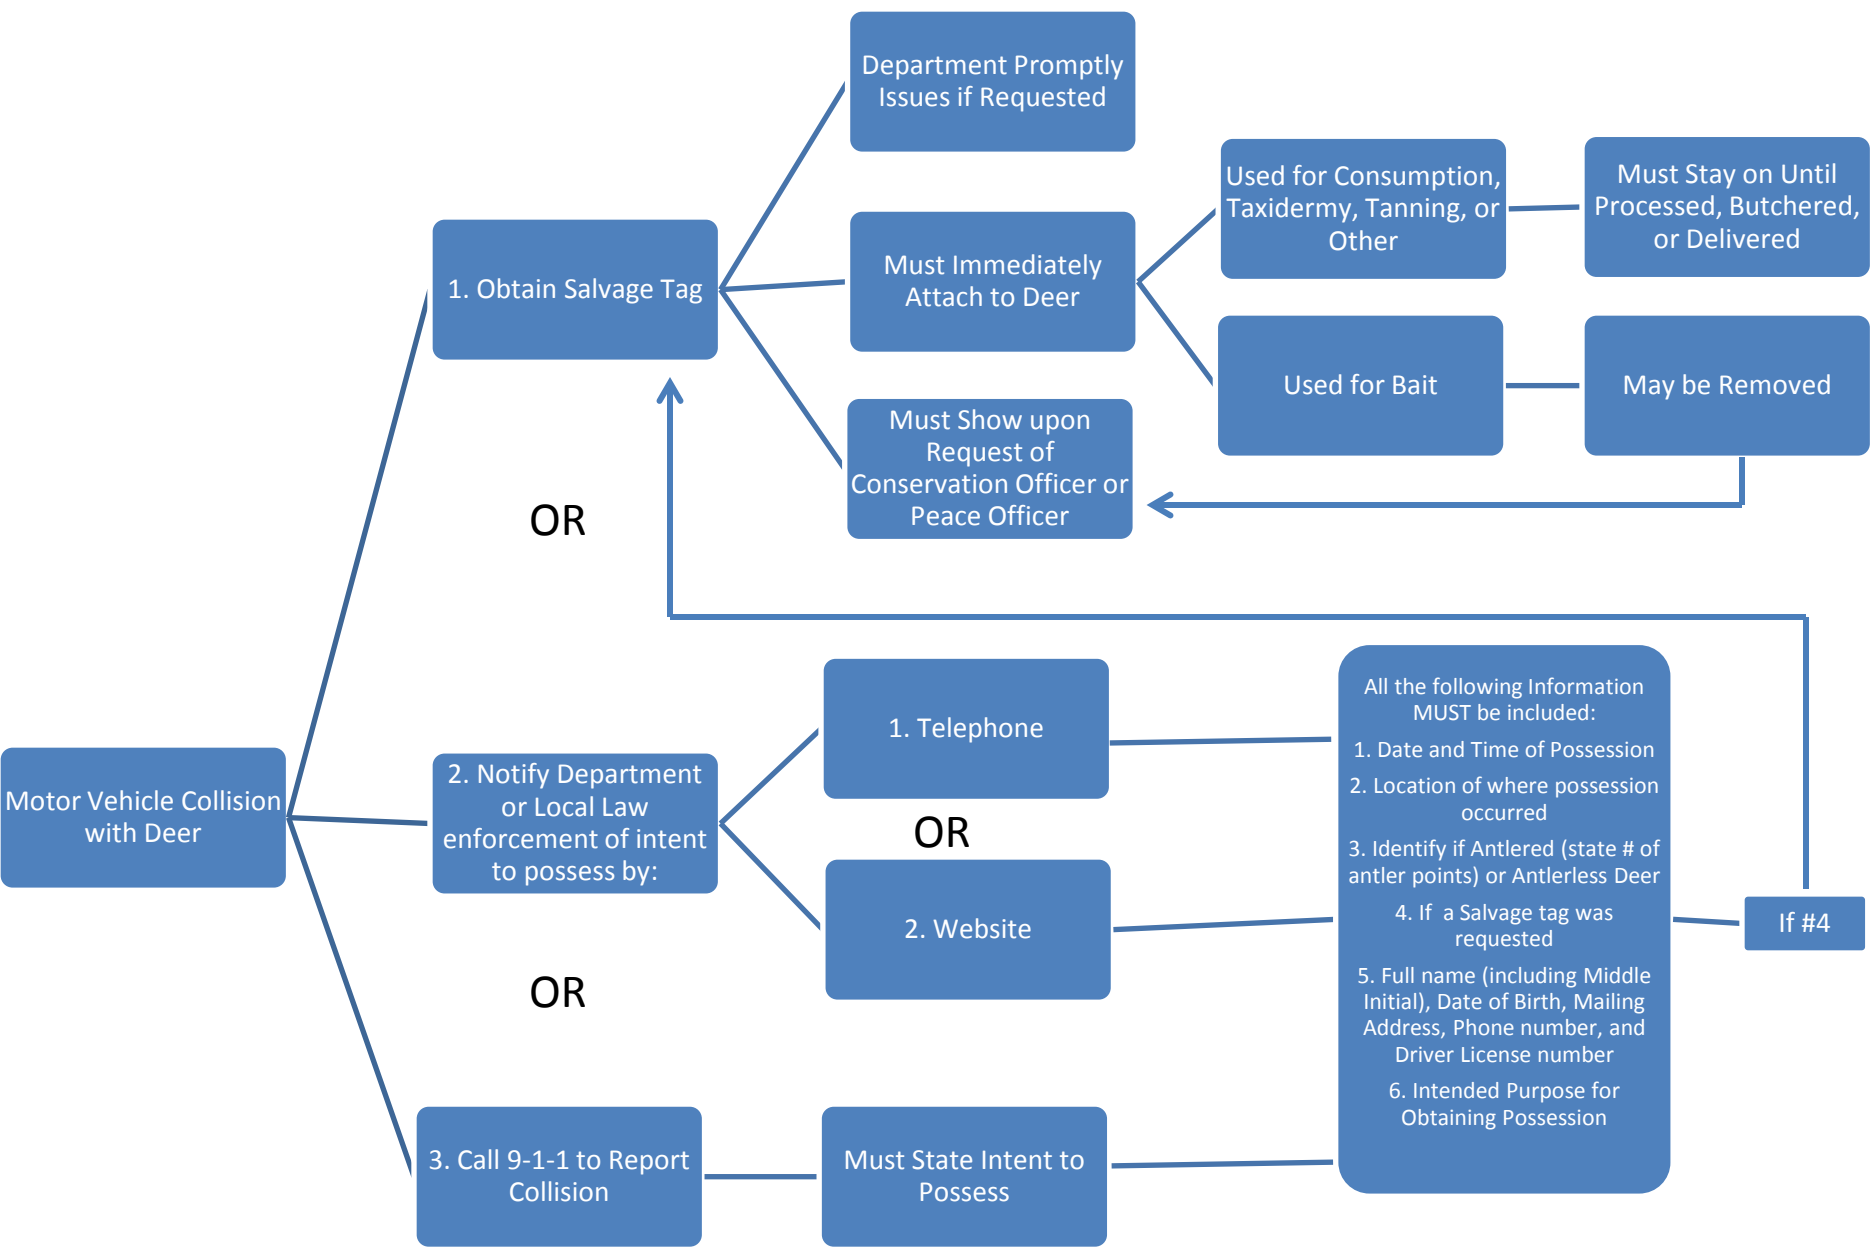 Department Promptly
Issues if Requested
Used for Consumption,
Taxidermy, Tanning, or
Other
Must Stay on Until
Processed, Butchered,
or Delivered
1. Obtain Salvage Tag
Must Immediately
Attach to Deer
Used for Bait
May be Removed
Must Show upon
Request of
Conservation Officer or
Peace Officer
OR
Motor Vehicle Collision
with Deer
2. Notify Department
or Local Law
enforcement of intent
to possess by:
1. Telephone
OR
2. Website
All the following Information
MUST be included:
1. Date and Time of Possession
2. Location of where possession
occurred
3. Identify if Antlered (state # of
antler points) or Antlerless Deer
4. If  a Salvage tag was
requested
5. Full name (including Middle
Initial), Date of Birth, Mailing
Address, Phone number, and
Driver License number
6. Intended Purpose for
Obtaining Possession
If #4
OR
3. Call 9-1-1 to Report
Collision
Must State Intent to
Possess